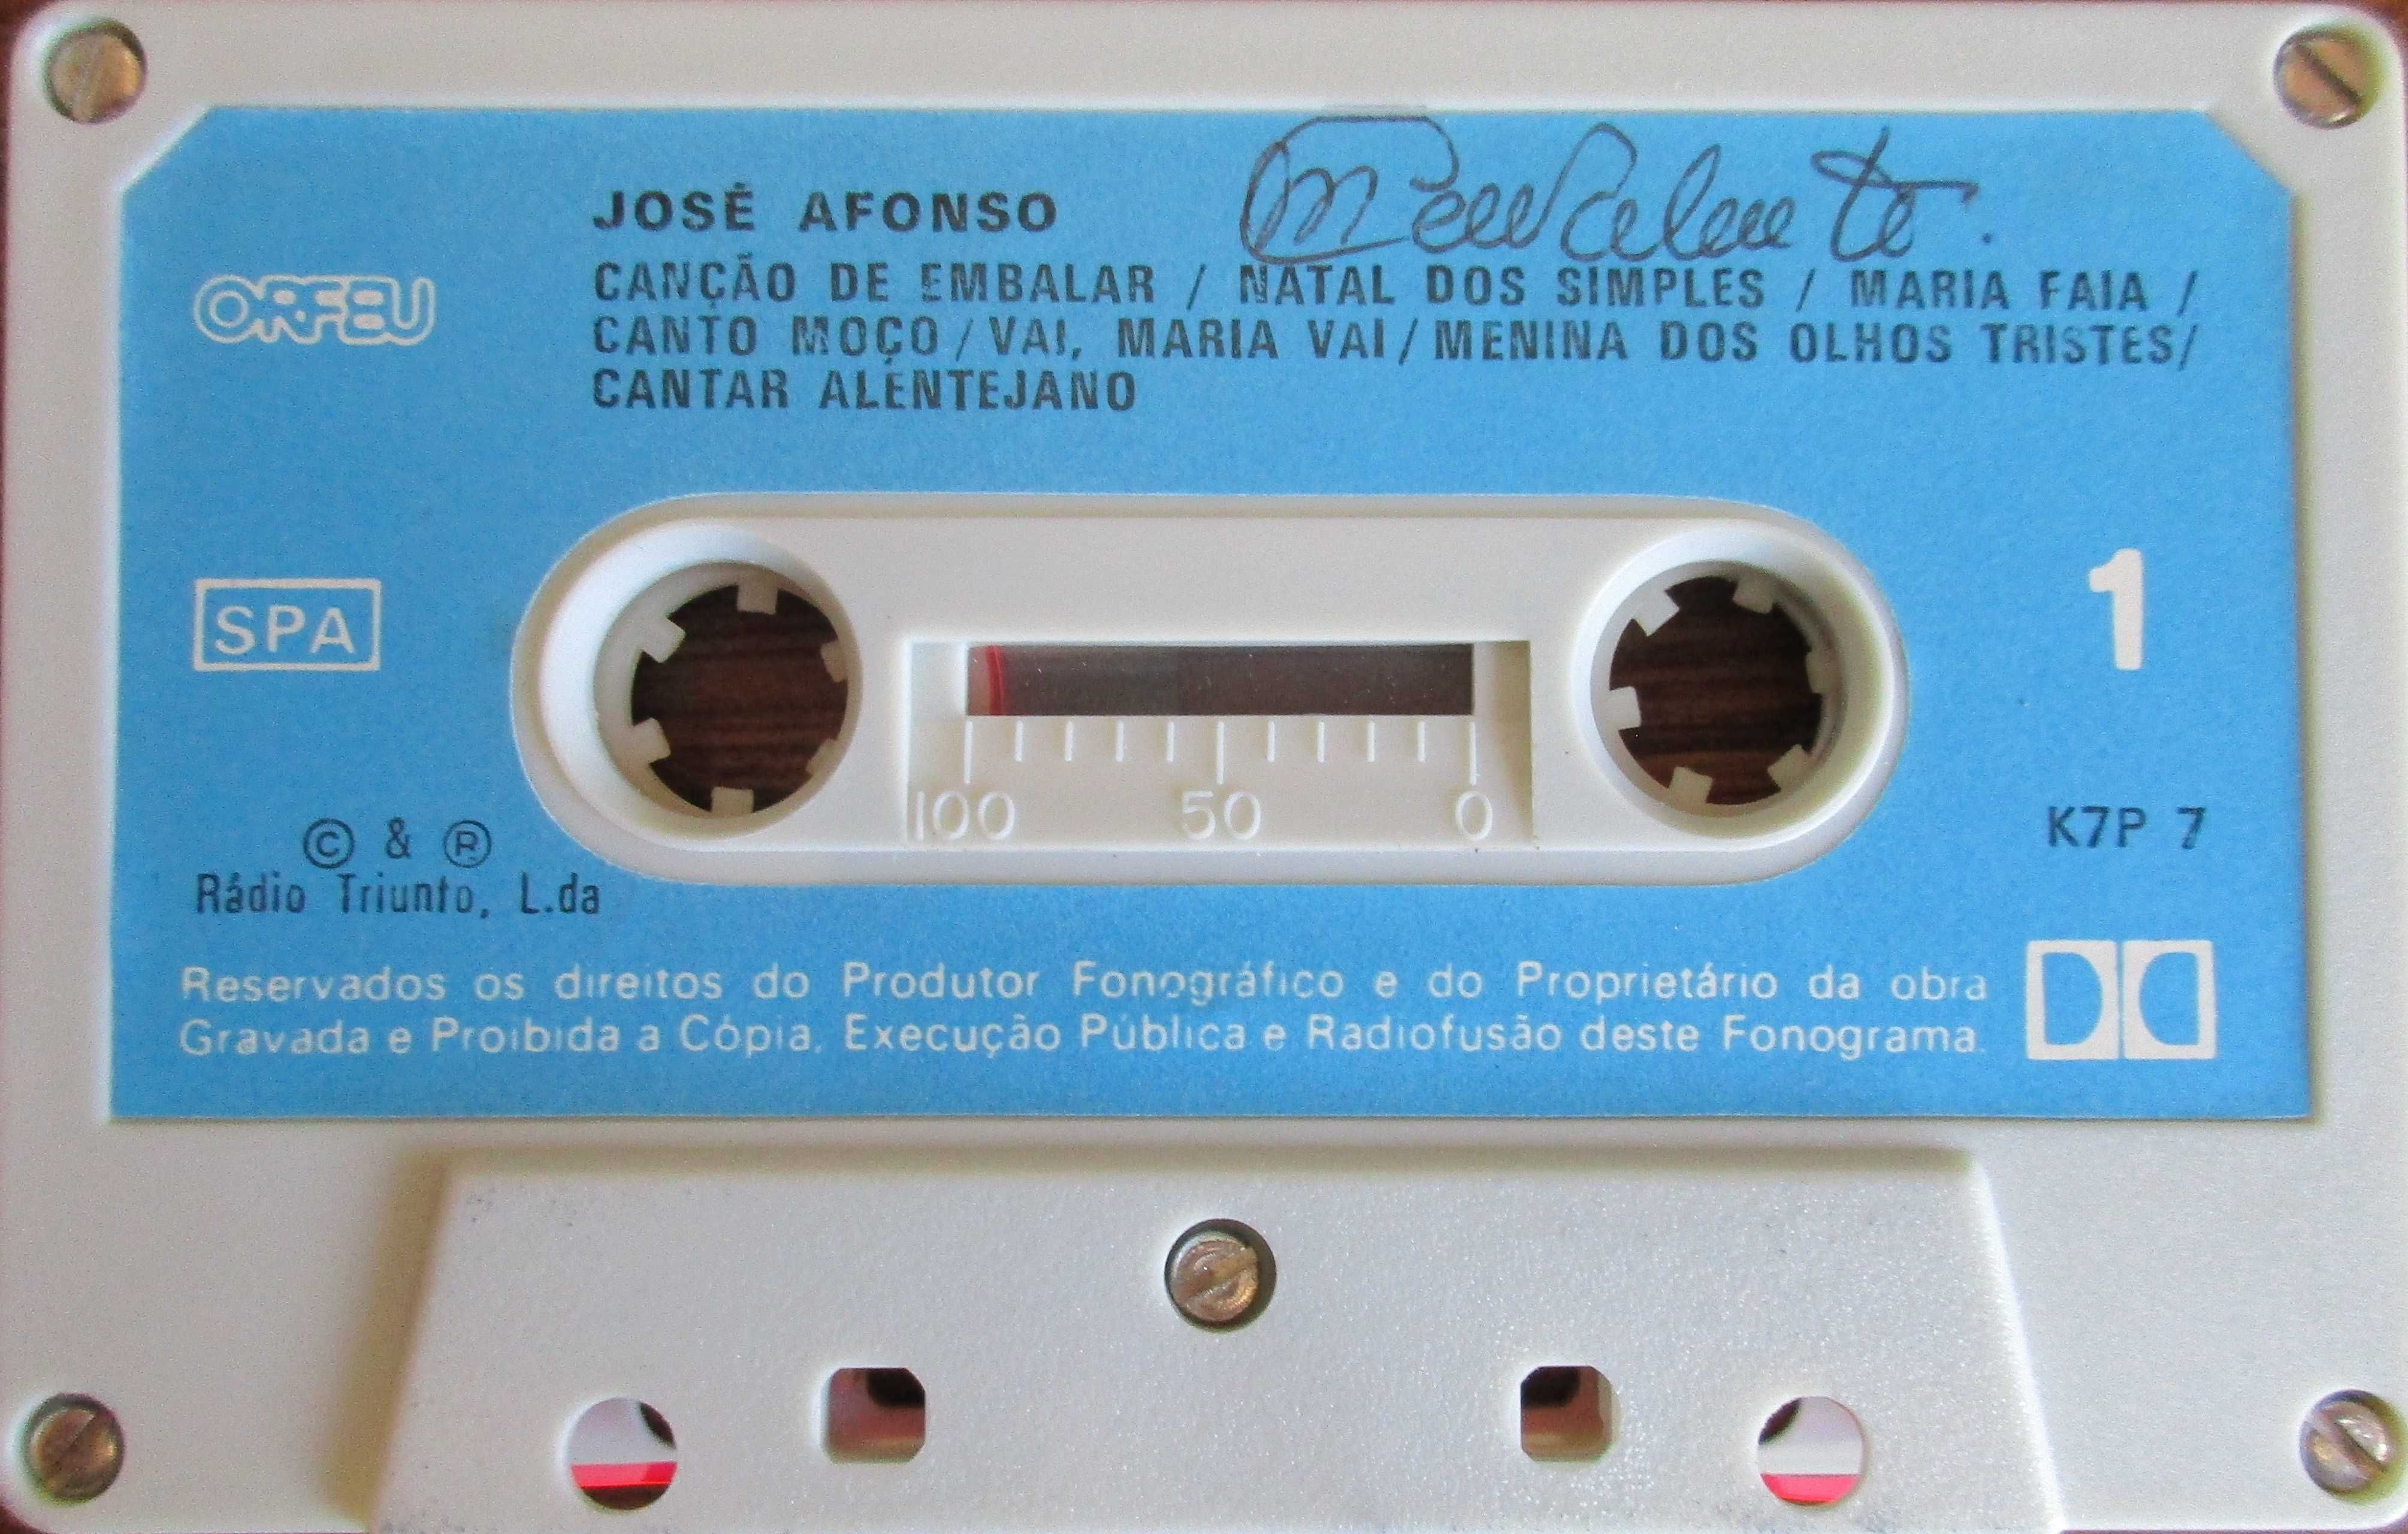 JOSÉ AFONSO
ORFEU
CANÇÃO DE EMBALAR / NATAL DOS SIMPLES / MARIA FAIA /
CANTO MOÇO / VAI, MARIA VAI / MENINA DOS OLHOS TRISTES/
CANTAR ALENTEJANO
SPA
1
100 50 0
K7P 7
© & ®
Rádio Triunfo, L.da
Reservados os direitos do Produtor Fonográfico e do Proprietário da obra
Gravada e Proibida a Cópia, Execução Pública e Radiofusão deste Fonograma.